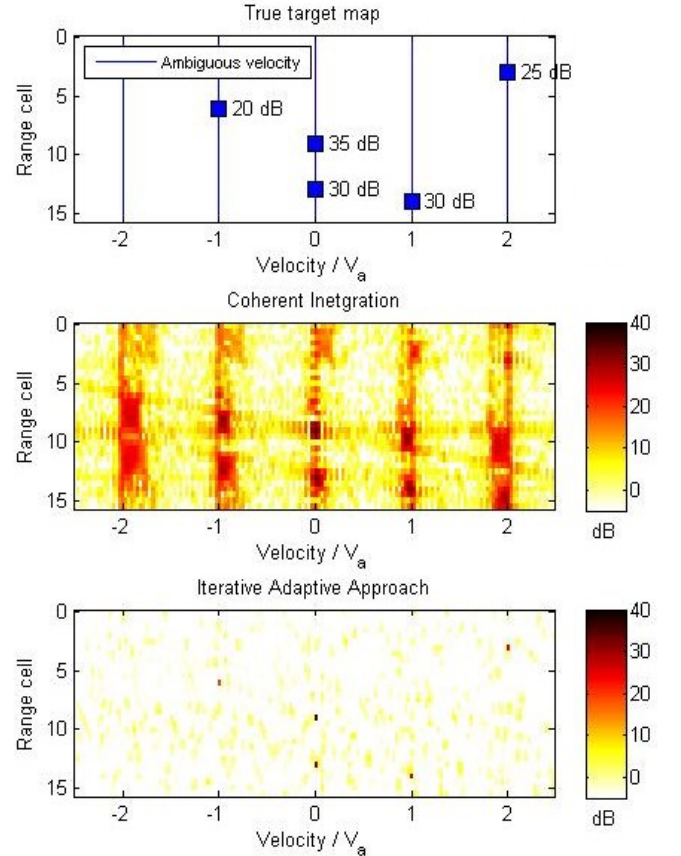 True target map
0
Ambiguous velocity
25 dB
5
20 dB
35 dB
10
30 dB
30 dB
15
Range cell
-2 -1 0 1 2
Velocity / Va
Coherent Inetgration
0
5
10
15
Range cell
-2 -1 0 1 2
Velocity / Va
40
30
20
10
0
dB
Iterative Adaptive Approach
0
5
10
15
Range cell
-2 -1 0 1 2
Velocity / Va
40
30
20
10
0
dB